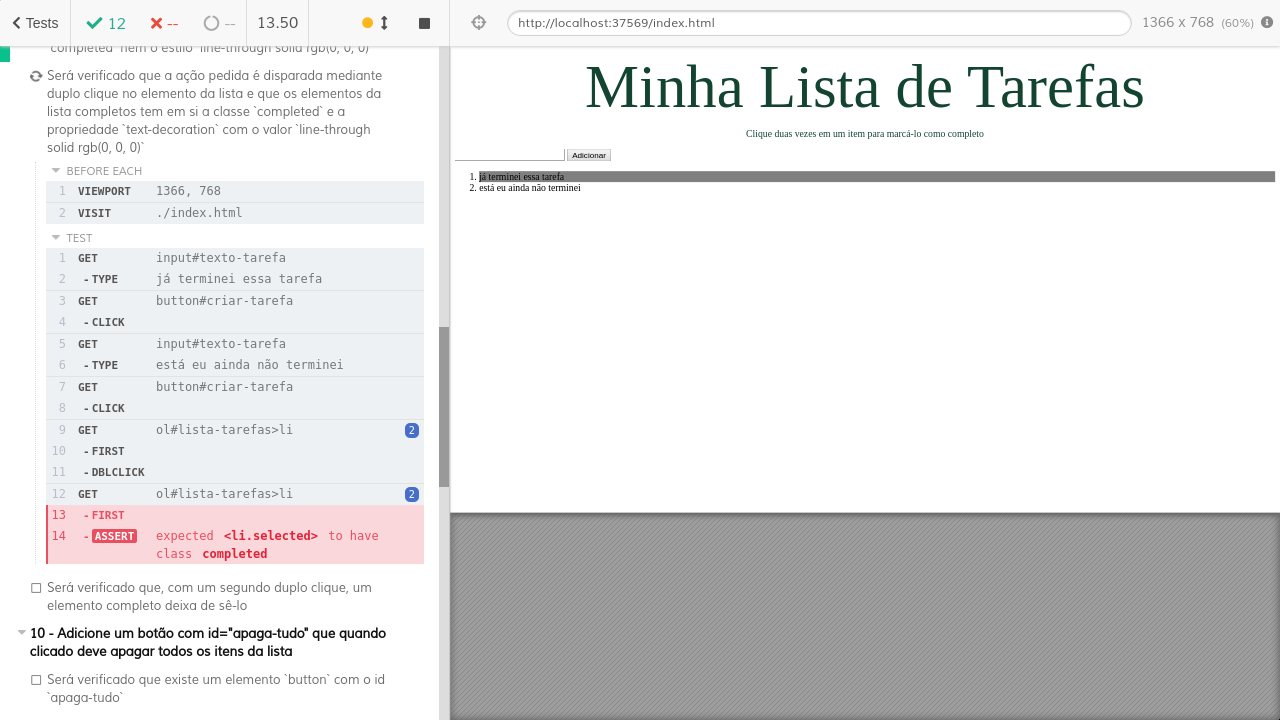 Tests 12 -- -- 13.50
http://localhost:37569/index.html 1366 x 768 (60%)
`completed` nem o estilo `line-through solid rgb(0, 0, 0)`
Será verificado que a ação pedida é disparada mediante
duplo clique no elemento da lista e que os elementos da
lista completos tem em si a classe `completed` e a
propriedade `text-decoration` com o valor `line-through
solid rgb(0, 0, 0)`
BEFORE EACH
1 VIEWPORT 1366, 768
2 VISIT ./index.html
TEST
1 GET input#texto-tarefa
2 - TYPE já terminei essa tarefa
3 GET button#criar-tarefa
4 - CLICK
5 GET input#texto-tarefa
6 - TYPE está eu ainda não terminei
7 GET button#criar-tarefa
8 - CLICK
9 GET ol#lista-tarefas>li 2
10 - FIRST
11 - DBLCLICK
12 GET ol#lista-tarefas>li 2
13 - FIRST
14 - ASSERT expected <li.selected> to have
class completed
Será verificado que, com um segundo duplo clique, um
elemento completo deixa de sê-lo
10 - Adicione um botão com id="apaga-tudo" que quando
clicado deve apagar todos os itens da lista
Será verificado que existe um elemento `button` com o id
`apaga-tudo`
Minha Lista de Tarefas
Clique duas vezes em um item para marcá-lo como completo
Adicionar
1. já terminei essa tarefa
2. está eu ainda não terminei